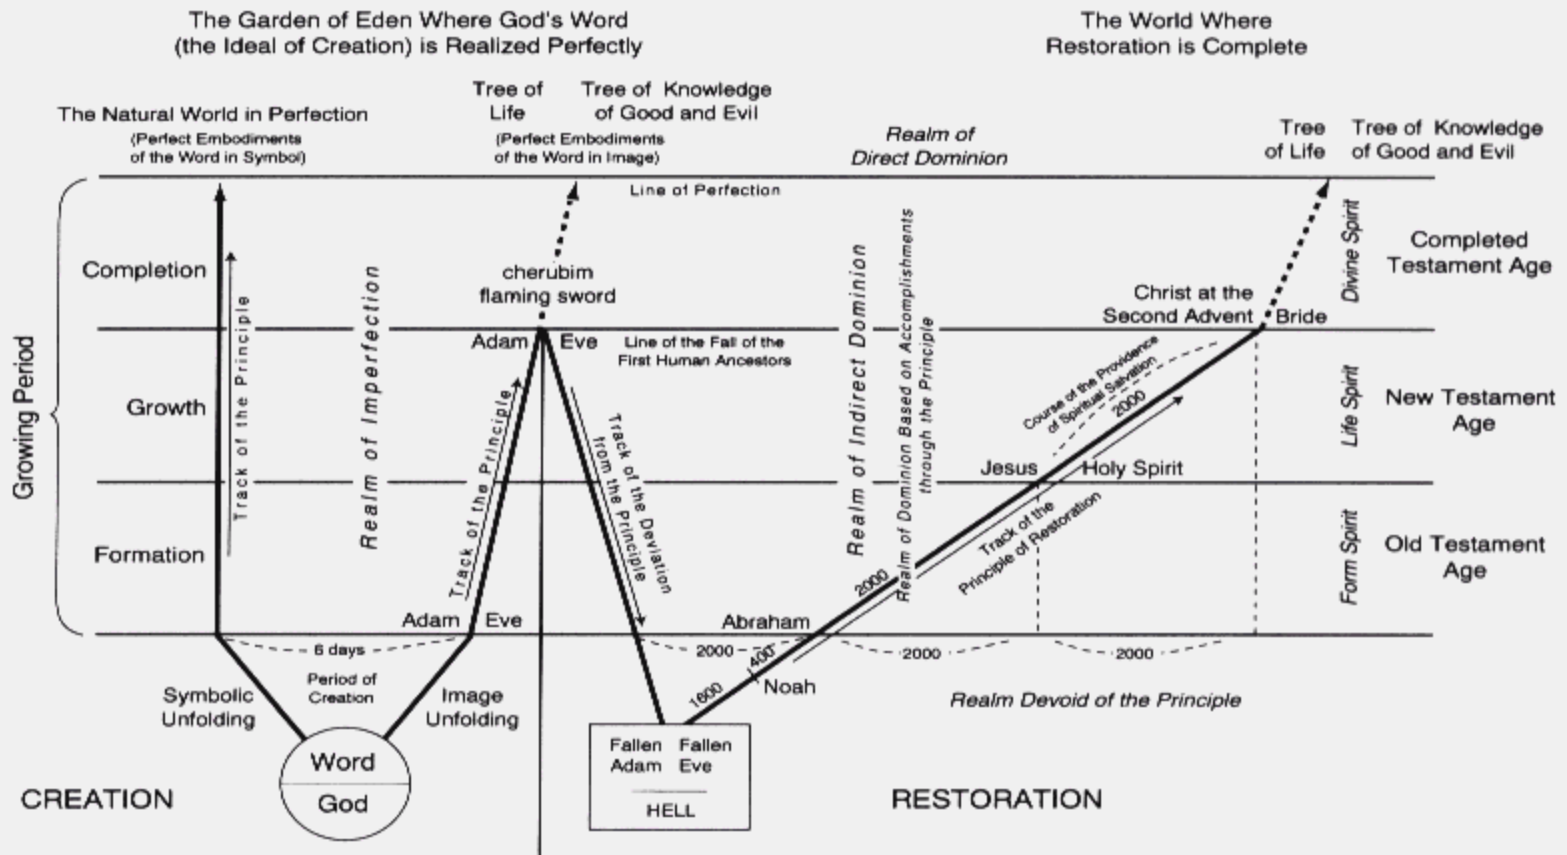 The Garden of Eden Where God's Word
(the Ideal of Creation) is Realized Perfectly
The World Where
Restoration is Complete
The Natural World in Perfection
(Perfect Embodiments
of the Word in Symbol)
Tree of
Life
Tree of Knowledge
of Good and Evil
(Perfect Embodiments
of the Word in Image)
Realm of
Direct Dominion
Tree
of Life
Tree of Knowledge
of Good and Evil
Line of Perfection
Growing Period
Completion
Growth
Formation
Track of the Principle
Realm of Imperfection
cherubim
flaming sword
Adam
Eve
Line of the Fall of the
First Human Ancestors
Track of the Principle
Track of the Deviation
from the Principle
Realm of Indirect Dominion
Realm of Dominion Based on Accomplishments
through the Principle
Christ at the
Second Advent
Bride
Course of the Providence
of Spiritual Salvation
2000
Jesus
Holy Spirit
Track of the
Principle of Restoration
2000
Divine Spirit
Life Spirit
Form Spirit
Completed
Testament Age
New Testament
Age
Old Testament
Age
Adam
Eve
Abraham
6 days
Period of
Creation
2000
400
1600
Noah
2000
2000
Symbolic
Unfolding
Image
Unfolding
Realm Devoid of the Principle
Word
God
Fallen Fallen
Adam Eve
HELL
CREATION
RESTORATION